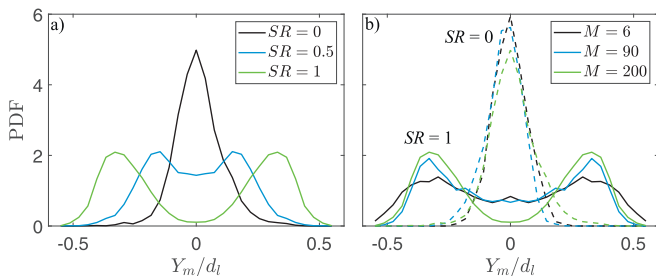 a)
SR = 0
SR = 0.5
SR = 1
PDF
6
4
2
0
-0.5
0
0.5
Y_m/d_l
b)
SR = 0
M = 6
M = 90
M = 200
SR = 1
-0.5
0
0.5
Y_m/d_l